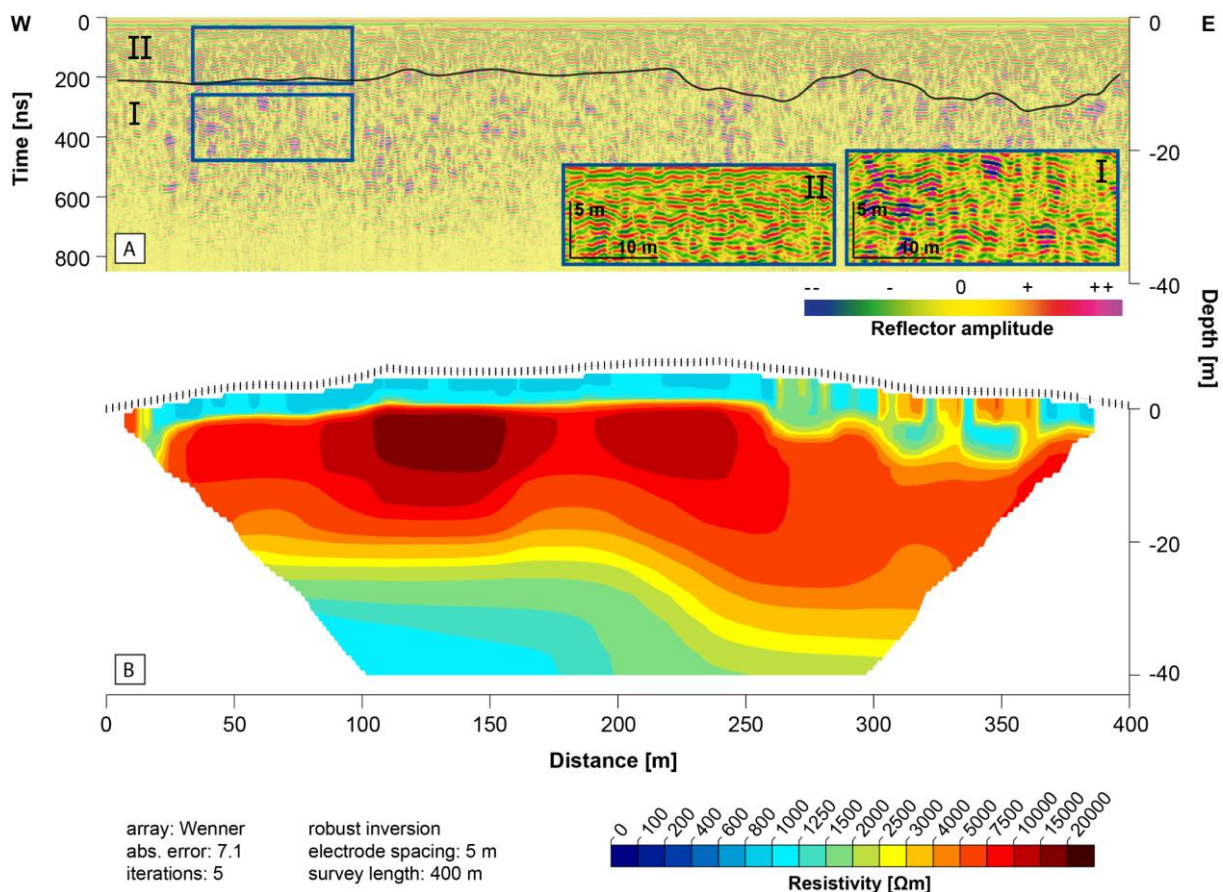 W
E
0
200
400
600
800
Time [ns]
II
I
A
II
5 m
10 m
I
5 m
10 m
0
-20
-40
-- - 0 + ++
Reflector amplitude
Depth [m]
0
-20
-40
B
0 50 100 150 200 250 300 350 400
Distance [m]
array: Wenner
abs. error: 7.1
iterations: 5
robust inversion
electrode spacing: 5 m
survey length: 400 m
0 100 200 400 600 800 1000 1250 1500 2000 2500 3000 4000 5000 7500 10000 15000 20000
Resistivity [Ωm]